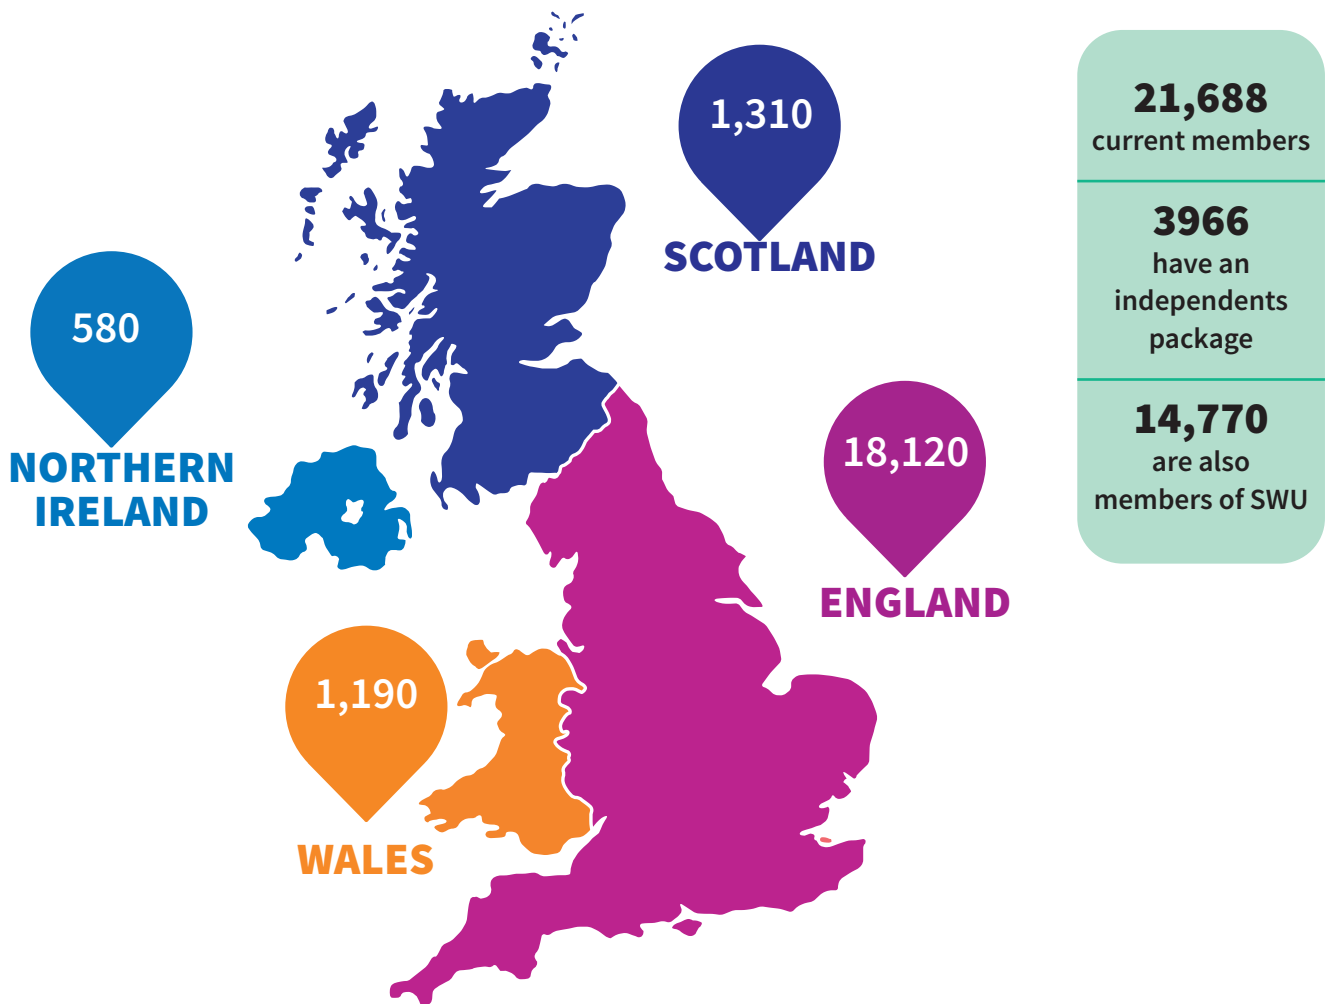 1,310
SCOTLAND
580
NORTHERN
IRELAND
18,120
ENGLAND
1,190
WALES
21,688
current members
3966
have an
independents
package
14,770
are also
members of SWU